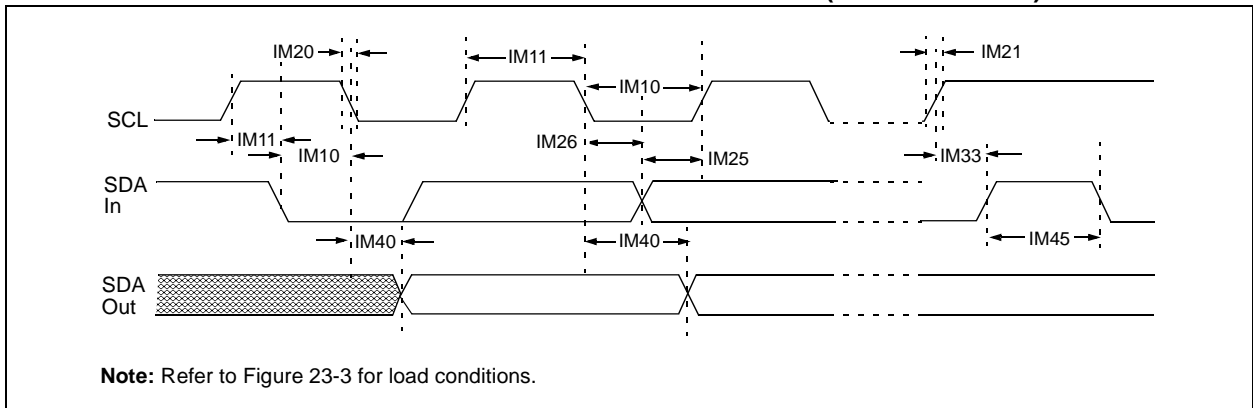 IM20
IM11
IM21
IM10
SCL
IM11
IM10
IM26
IM25
IM33
SDA
In
IM40
IM40
IM45
SDA
Out
Note: Refer to Figure 23-3 for load conditions.